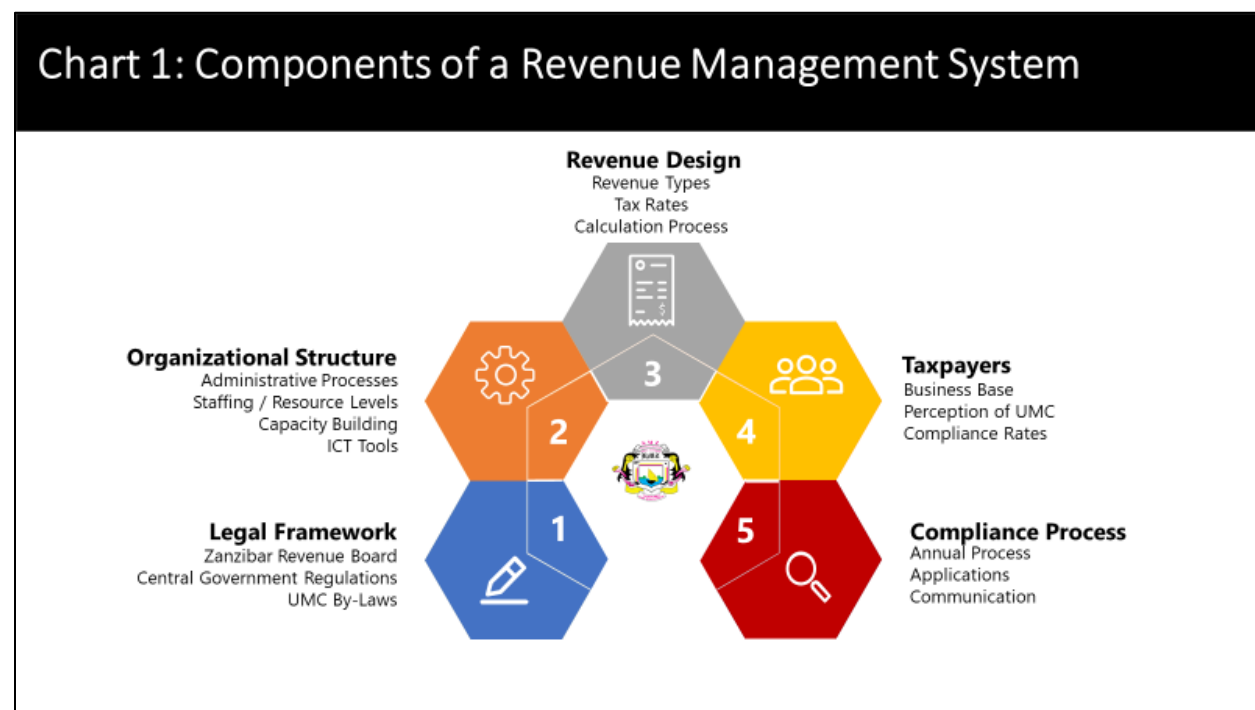 Chart 1: Components of a Revenue Management System
Revenue Design
Revenue Types
Tax Rates
Calculation Process
Organizational Structure
Administrative Processes
Staffing / Resource Levels
Capacity Building
ICT Tools
Taxpayers
Business Base
Perception of UMC
Compliance Rates
Legal Framework
Zanzibar Revenue Board
Central Government Regulations
UMC By-Laws
Compliance Process
Annual Process
Applications
Communication
1
2
3
$
4
5